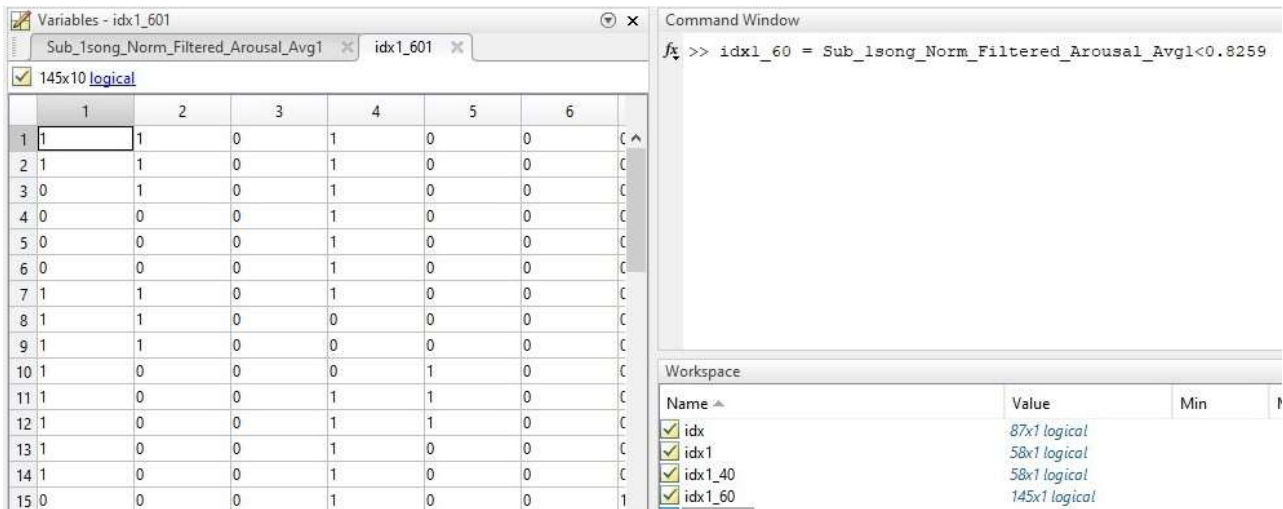 Variables - idx1_601
Sub_1song_Norm_Filtered_Arousal_Avg1 idx1_601
145x10 logical
1 2 3 4 5 6
1 1 1 0 1 0 0
2 1 1 0 1 0 0
3 0 1 0 1 0 0
4 0 0 0 1 0 0
5 0 0 0 1 0 0
6 0 0 0 1 0 0
7 1 1 0 1 0 0
8 1 1 0 0 0 0
9 1 1 0 0 0 0
10 1 0 0 0 1 0
11 1 0 0 1 1 0
12 1 0 0 1 1 0
13 1 0 0 1 0 0
14 1 0 0 1 0 0
15 0 0 0 1 0 0 1
Command Window
fx >> idx1_60 = Sub_1song_Norm_Filtered_Arousal_Avg1<0.8259
Workspace
Name Value Min
idx 87x1 logical
idx1 58x1 logical
idx1_40 58x1 logical
idx1_60 145x1 logical